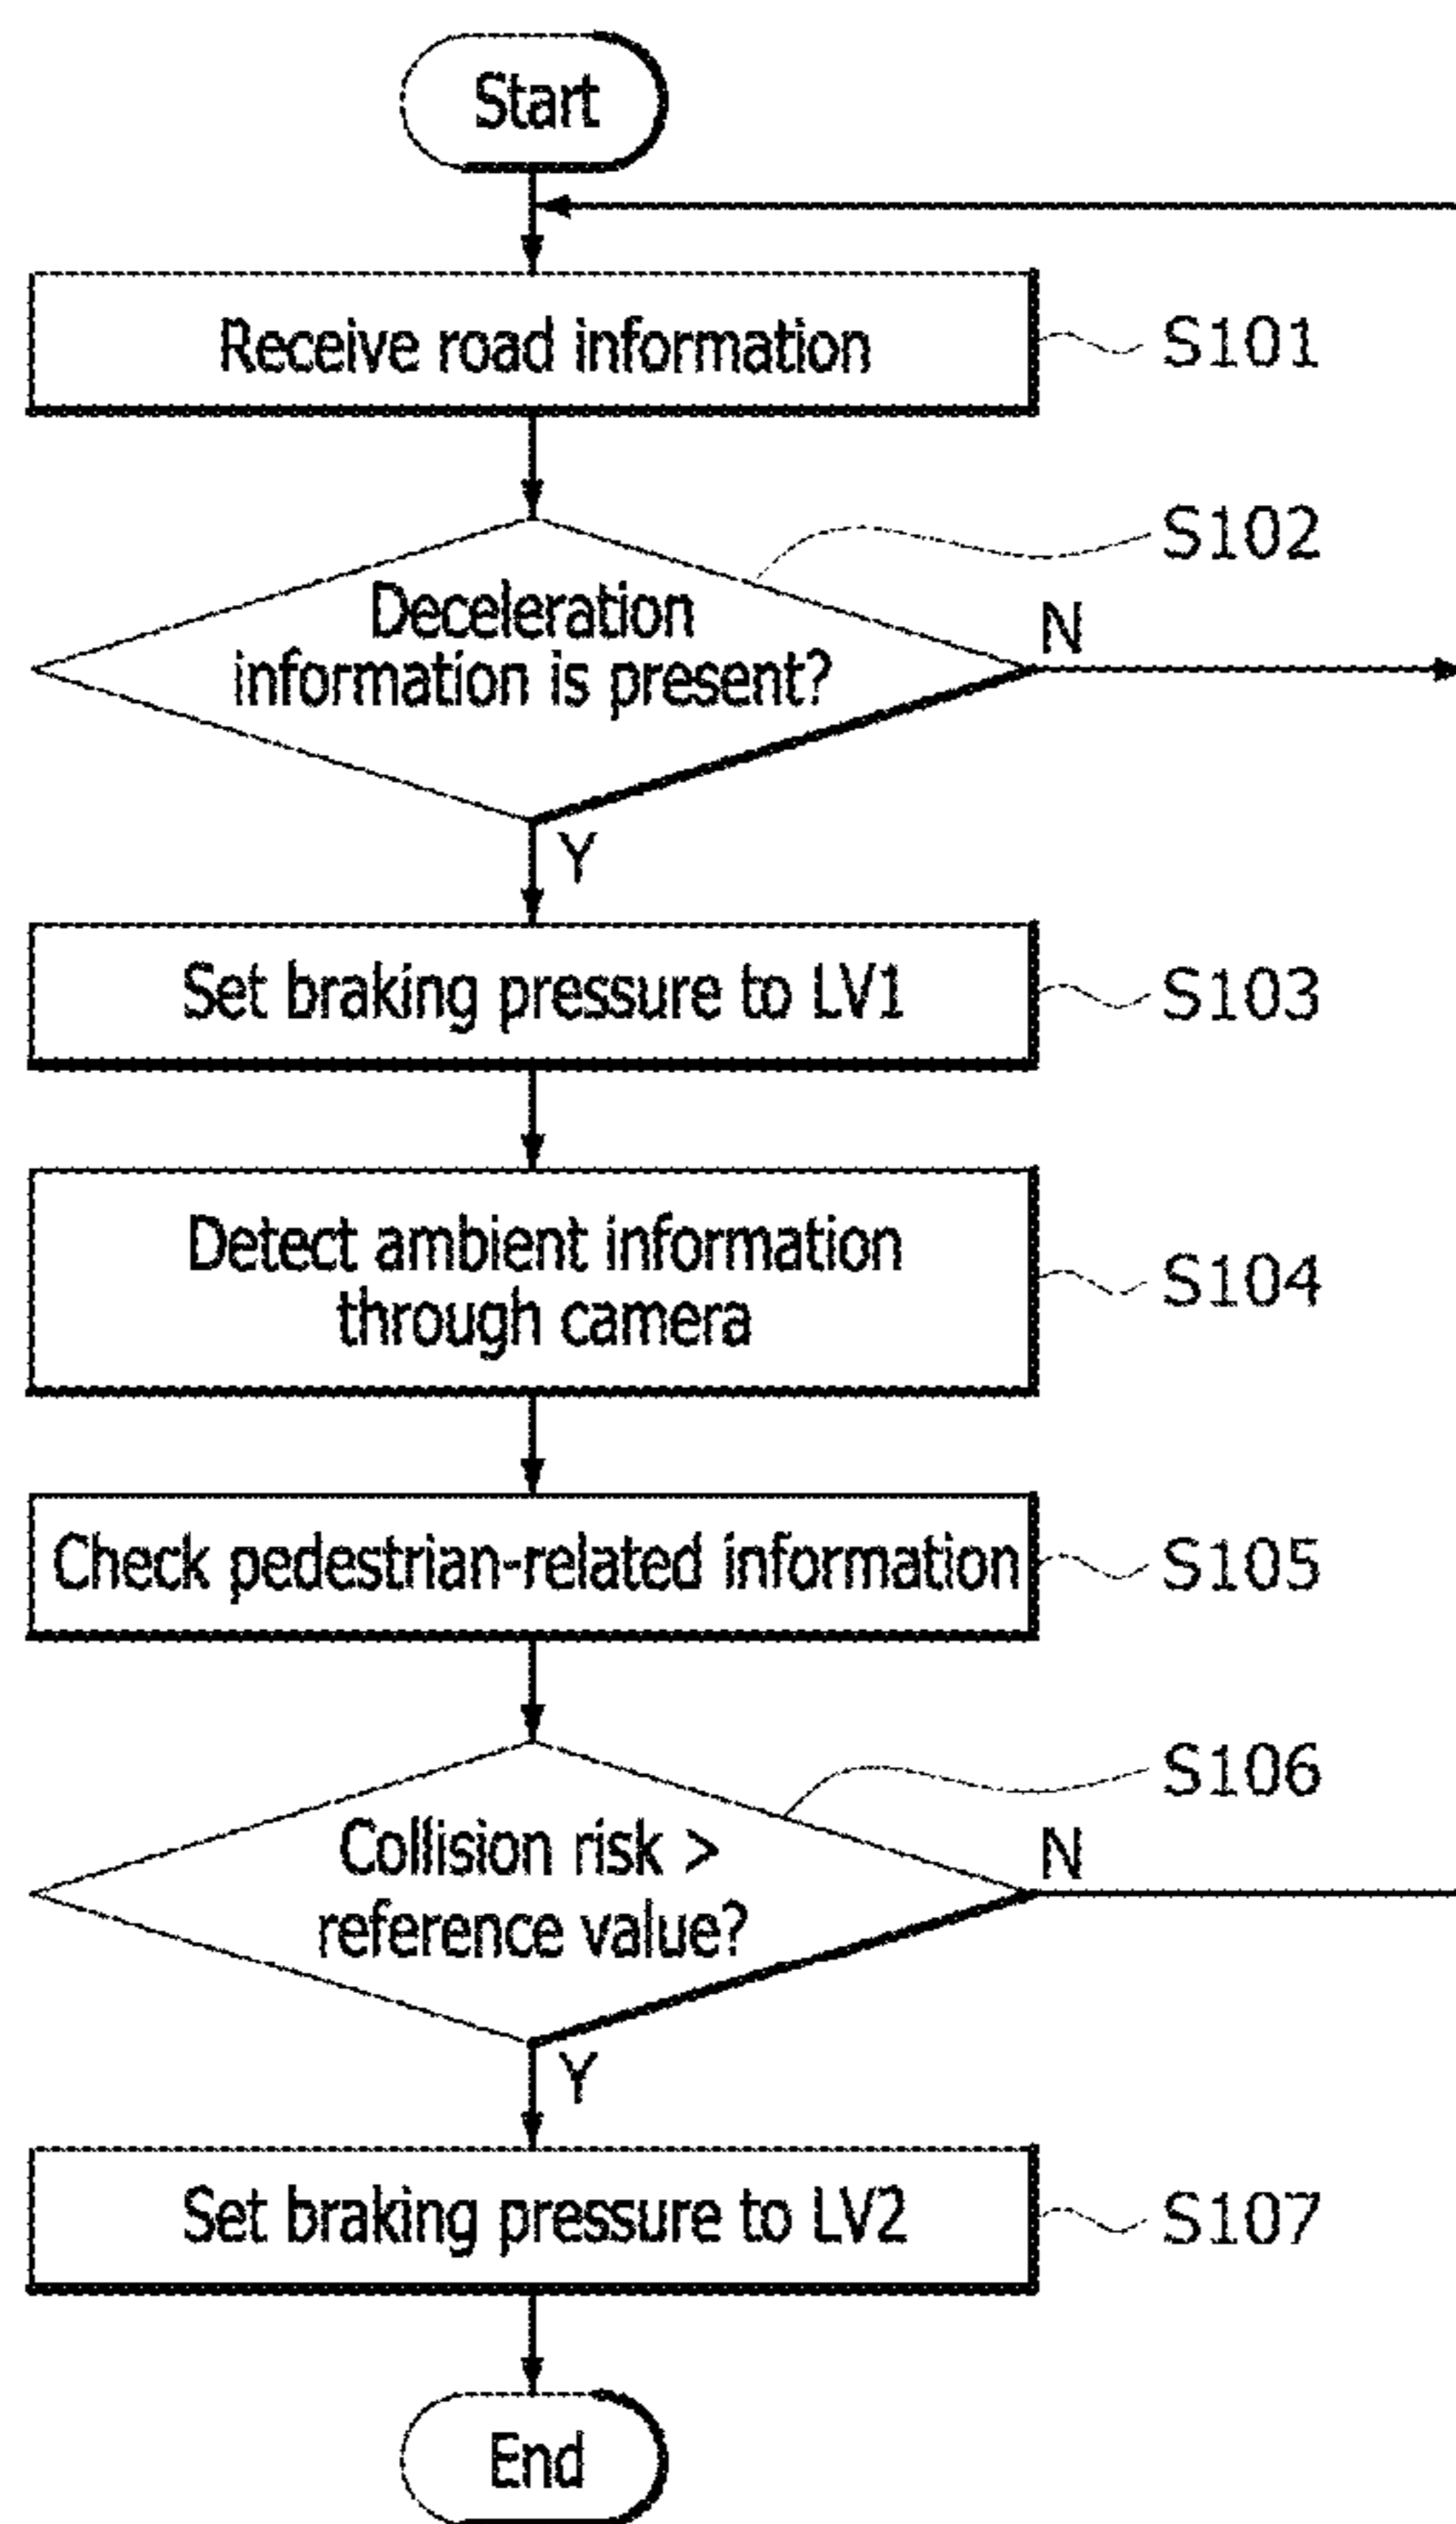 Start
Receive road information
S101
S102
Deceleration
information is present?
N
Y
Set braking pressure to LV1
S103
Detect ambient information
through camera
S104
Check pedestrian-related information
S105
S106
Collision risk >
reference value?
N
Y
Set braking pressure to LV2
S107
End